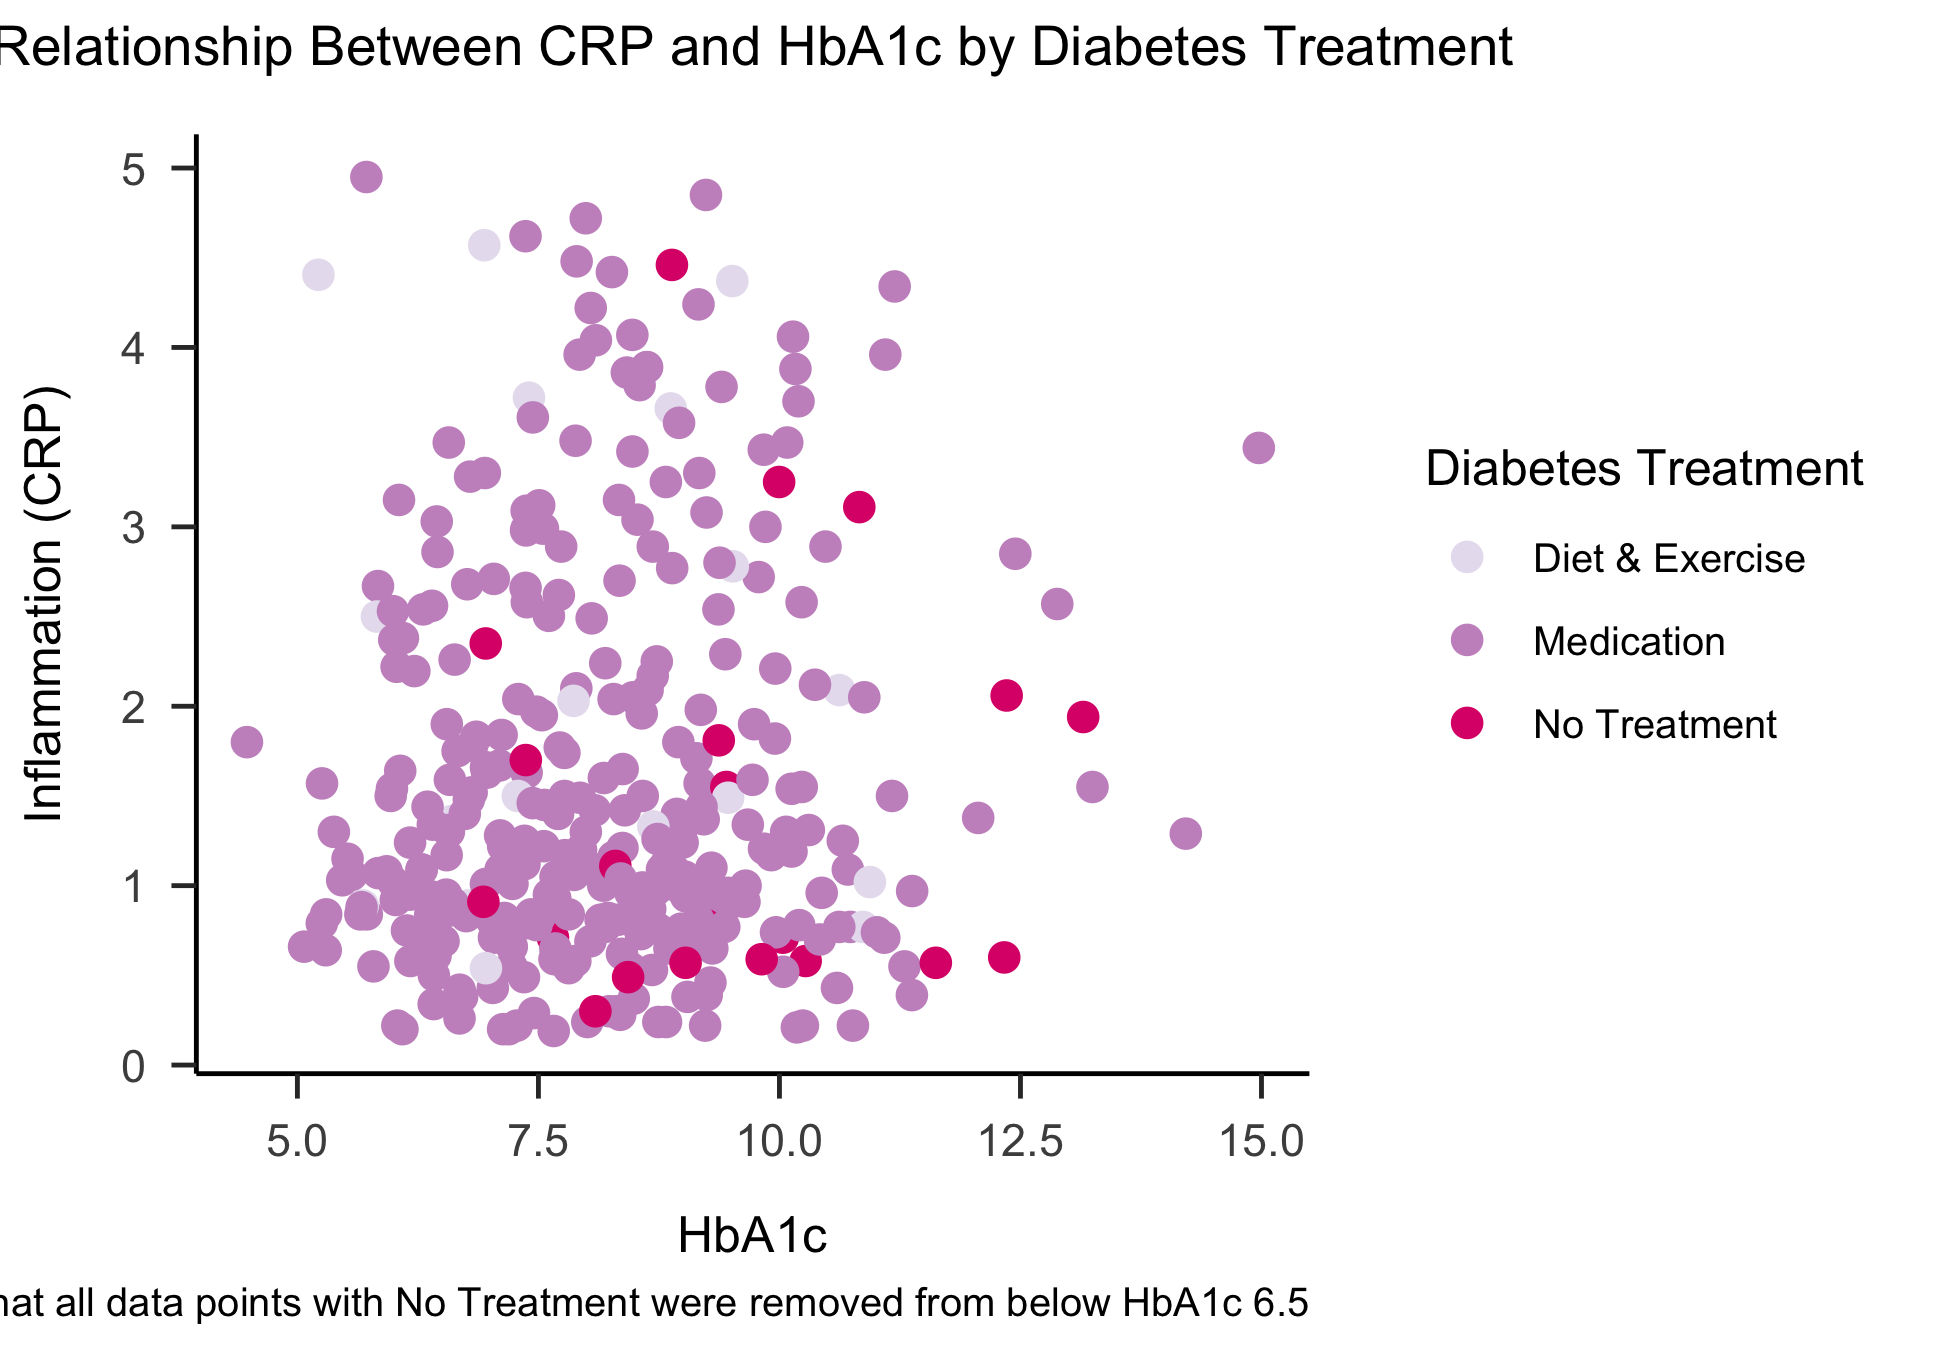 Relationship Between CRP and HbA1c by Diabetes Treatment
5
4
3
2
1
0
Inflammation (CRP)
5.0 7.5 10.0 12.5 15.0
HbA1c
Diabetes Treatment
Diet & Exercise
Medication
No Treatment
all data points with No Treatment were removed from below HbA1c 6.5